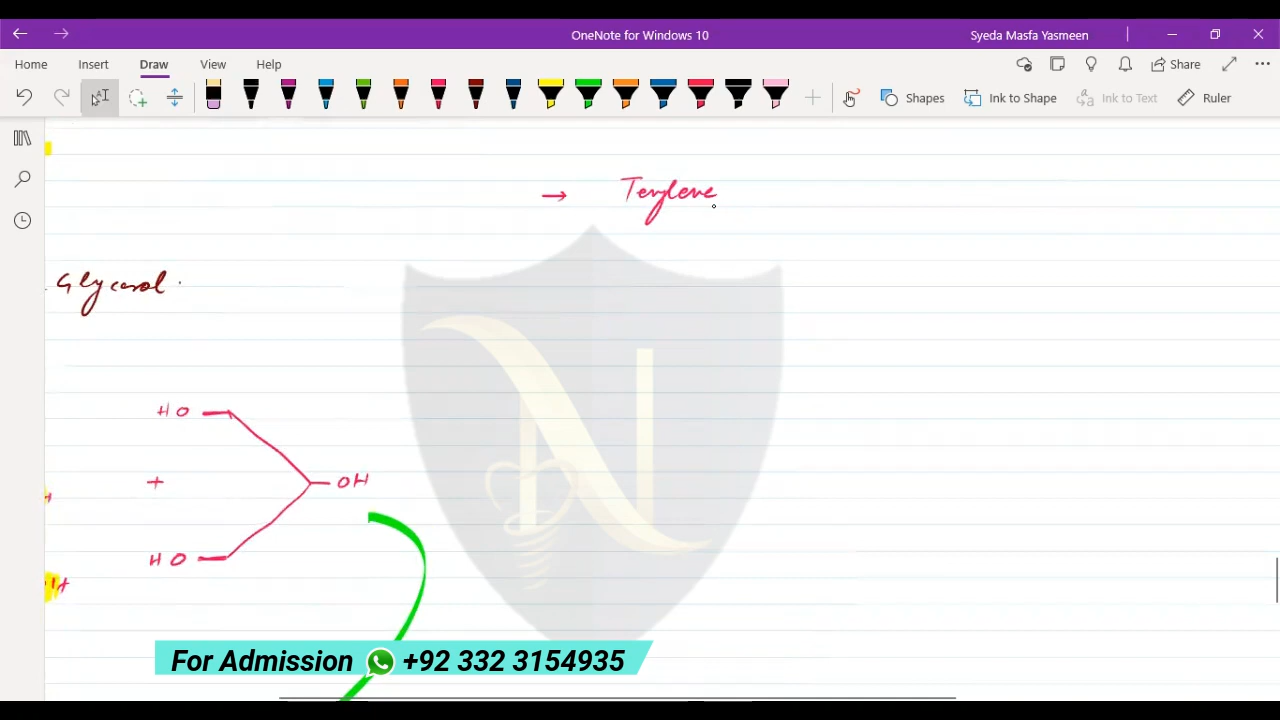 OneNote for Windows 10
Syeda Masfa Yasmeen
Home Insert Draw View Help
Share
Shapes Ink to Shape Ink to Text Ruler
→ Terylene
Glycerol
HO
+ OH
HO
For Admission +92 332 3154935